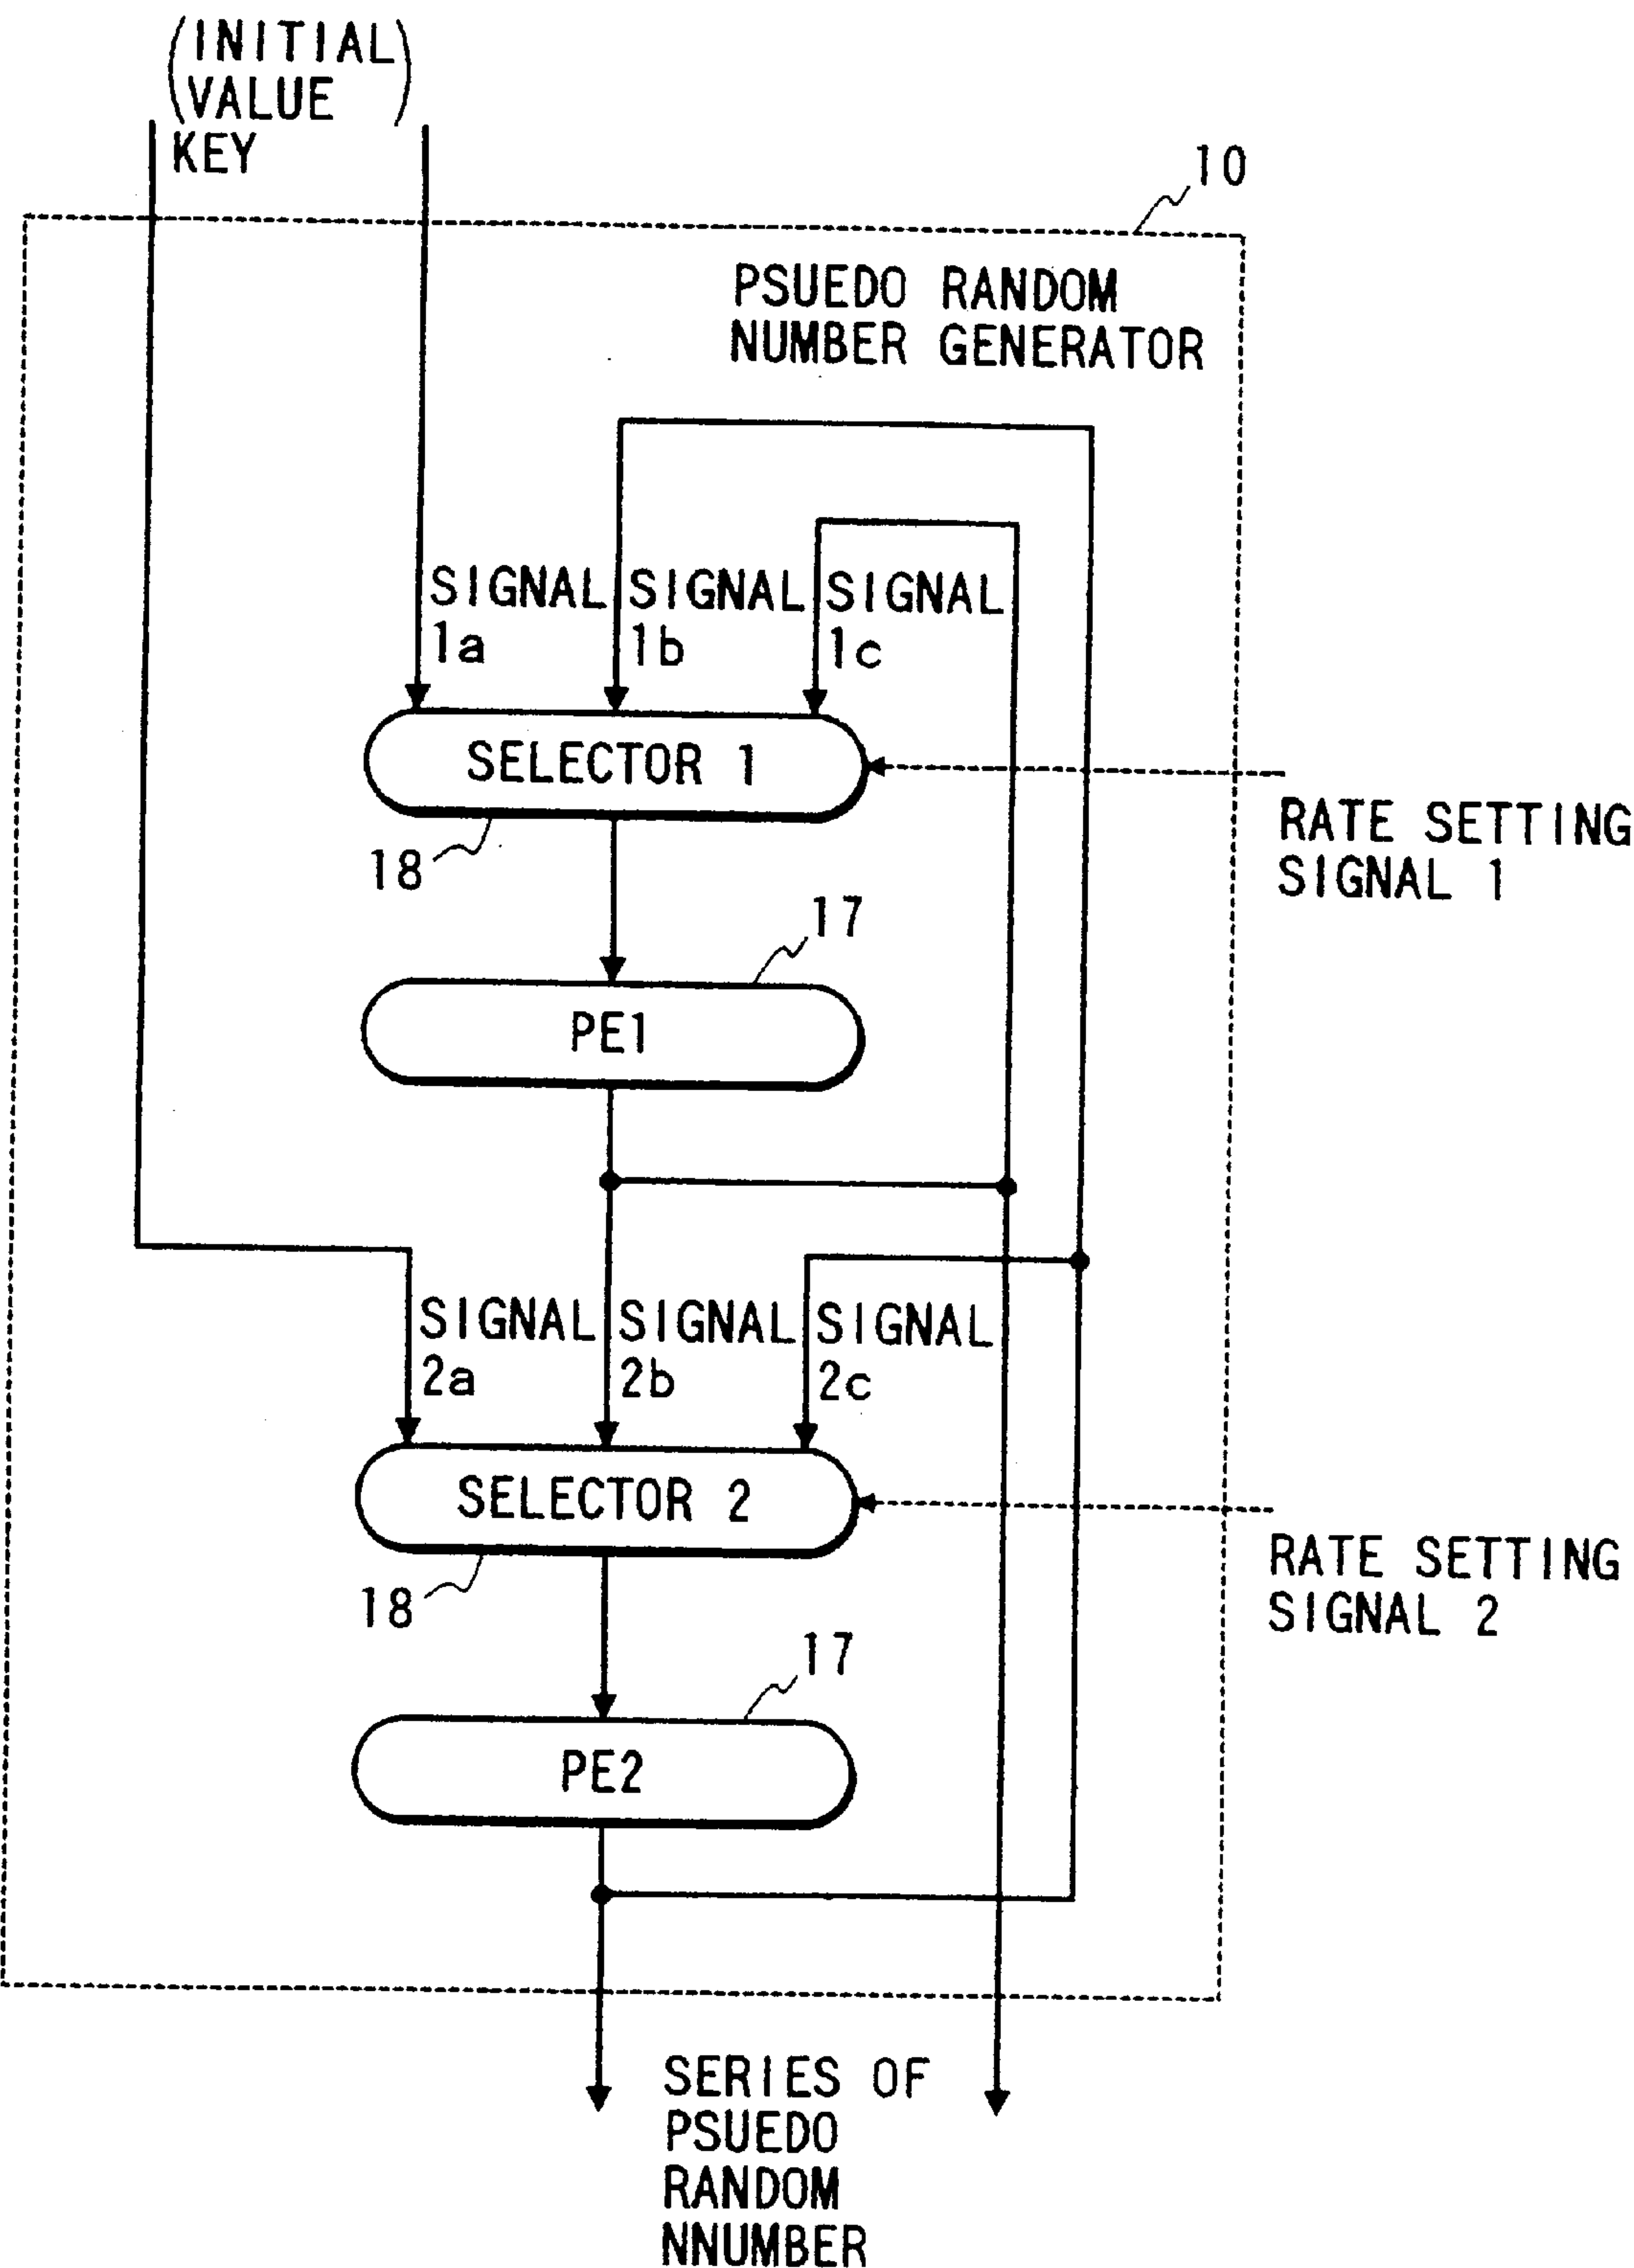 (INITIAL)
(VALUE )
KEY
10
PSUEDO RANDOM
NUMBER GENERATOR
SIGNAL SIGNAL SIGNAL
1a 1b 1c
SELECTOR 1
RATE SETTING
SIGNAL 1
18
17
PE1
SIGNAL SIGNAL SIGNAL
2a 2b 2c
SELECTOR 2
RATE SETTING
SIGNAL 2
18
17
PE2
SERIES OF
PSUEDO
RANDOM
NNUMBER